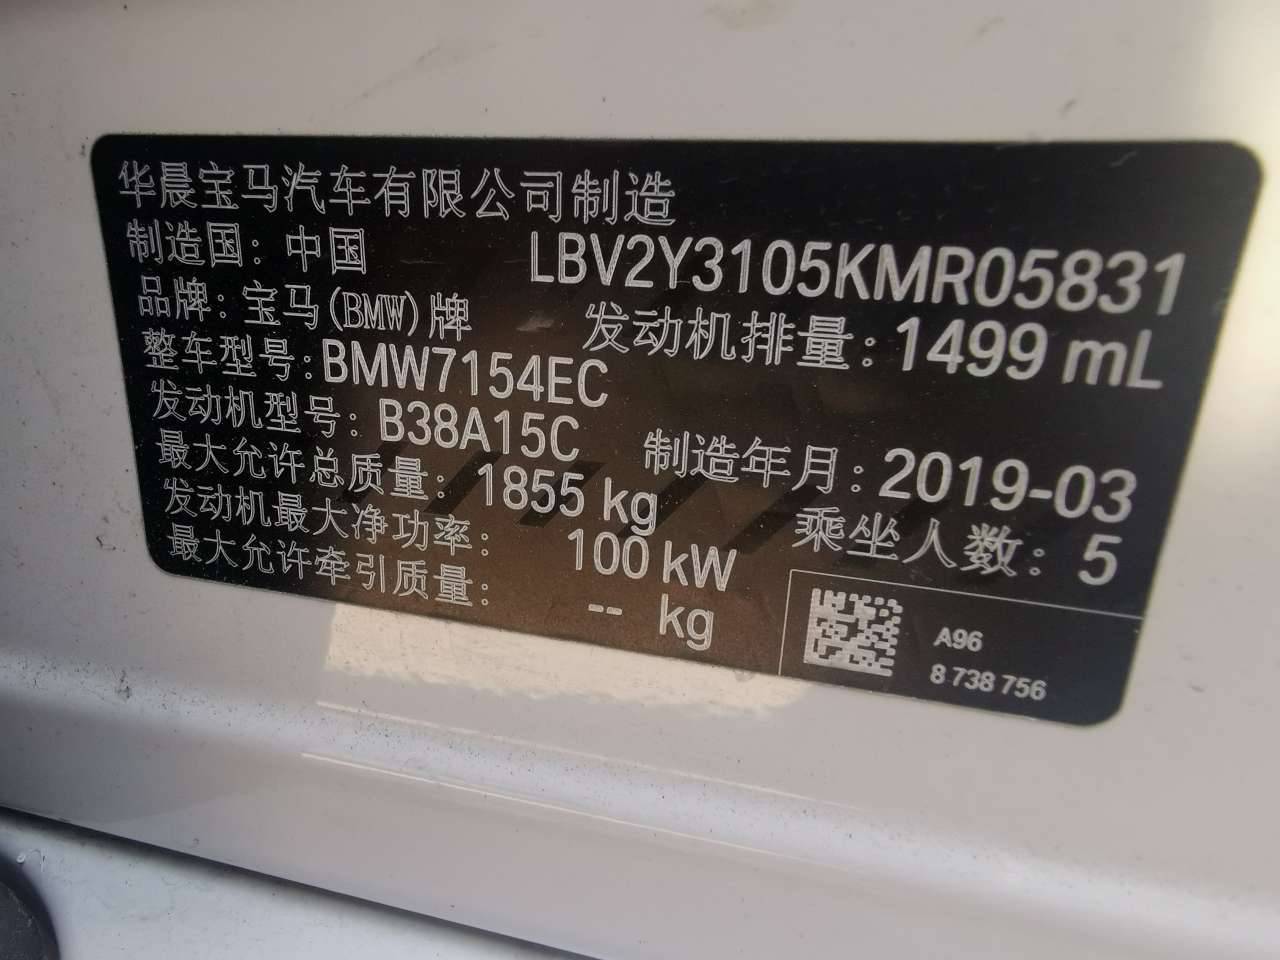 华晨宝马汽车有限公司制造
制造国：中国 LBV2Y3105KMR05831
品牌：宝马(BMW)牌 发动机排量：1499 mL
整车型号：BMW7154EC
发动机型号：B38A15C 制造年月：2019-03
最大允许总质量：1855 kg 乘坐人数：5
发动机最大净功率：100 kW
最大允许牵引质量：-- kg
A96
8 738 756